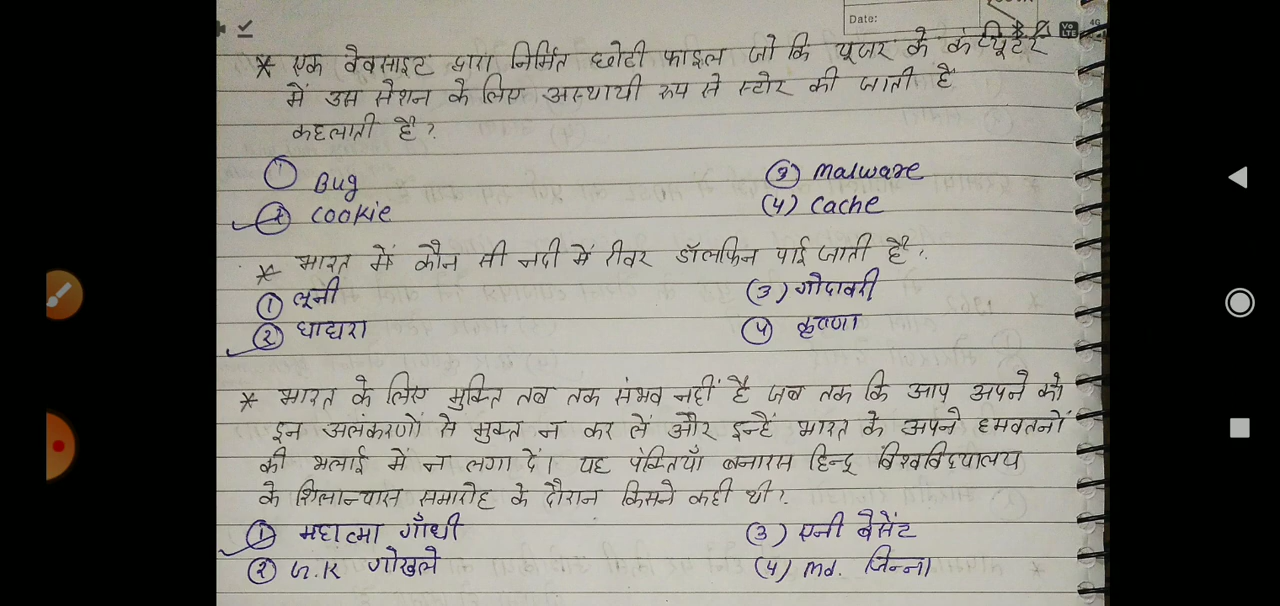 Date:
* एक वेबसाइट द्वारा निर्मित छोटी फाइल जो कि यूजर के कंप्यूटर
में उस सेशन के लिए अस्थायी रूप से स्टोर की जाती है
कहलाती है?
① Bug
③ malware
② cookie
(4) cache
* भारत में कौन सी नदी में रीवर डॉलफिन पाई जाती है?
① लूनी
(3) गोदावरी
② घाघरा
④ कृष्णा
* भारत के लिए मुक्ति तब तक संभव नहीं है जब तक कि आप अपने को
इन अलंकरणों से मुक्त न कर लें और इन्हें भारत के अपने हमवतनों
की भलाई में न लगा दें। यह पंक्तियाँ बनारस हिन्दू विश्वविद्यालय
के शिलान्यास समारोह के दौरान किसने कही थी?
① महात्मा गाँधी
(3) एनी बेसेंट
② G.K गोखले
(4) md. जिन्ना